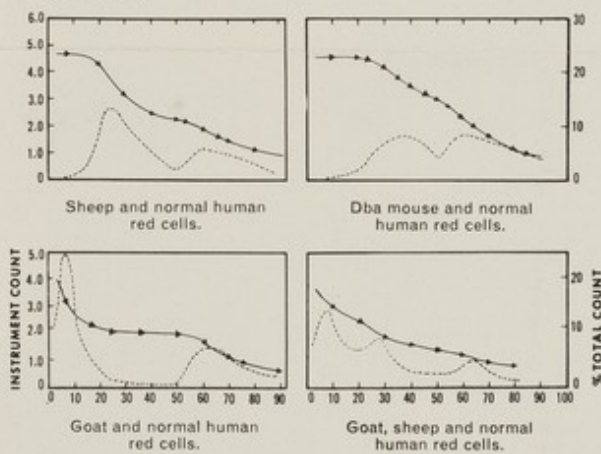 6.0
5.0
4.0
3.0
2.0
1.0
0
30
20
10
0
Sheep and normal human
red cells.
Dba mouse and normal
human red cells.
INSTRUMENT COUNT
5.0
4.0
3.0
2.0
1.0
0
0 10 20 30 40 50 60 70 80 90
0 10 20 30 40 50 60 70 80 90 100
20
10
0
% TOTAL COUNT
Goat and normal human
red cells.
Goat, sheep and normal
human red cells.